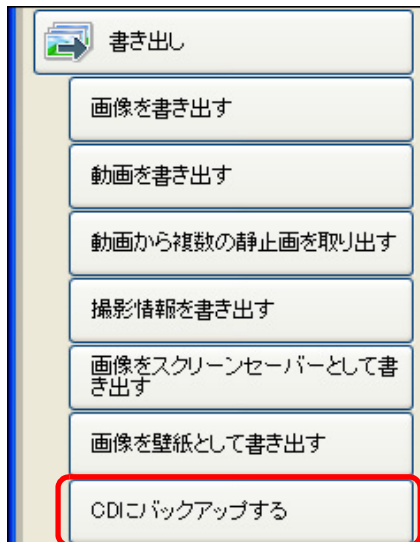 書き出し
画像を書き出す
動画を書き出す
動画から複数の静止画を取り出す
撮影情報を書き出す
画像をスクリーンセーバーとして書
き出す
画像を壁紙として書き出す
CDにバックアップする